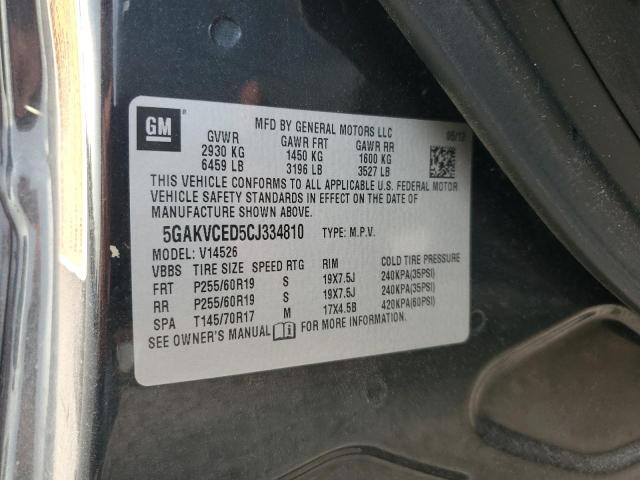 GM
MFD BY GENERAL MOTORS LLC
GVWR GAWR FRT GAWR RR 05/12
2930 KG 1450 KG 1600 KG
6459 LB 3196 LB 3527 LB
THIS VEHICLE CONFORMS TO ALL APPLICABLE U.S. FEDERAL MOTOR
VEHICLE SAFETY STANDARDS IN EFFECT ON THE DATE OF
MANUFACTURE SHOWN ABOVE.
5GAKVCED5CJ334810 TYPE: M.P.V.
MODEL: V14526
VBBS TIRE SIZE SPEED RTG RIM COLD TIRE PRESSURE
FRT P255/60R19 S 19X7.5J 240KPA(35PSI)
RR P255/60R19 S 19X7.5J 240KPA(35PSI)
SPA T145/70R17 M 17X4.5B 420KPA(60PSI)
SEE OWNER'S MANUAL FOR MORE INFORMATION.